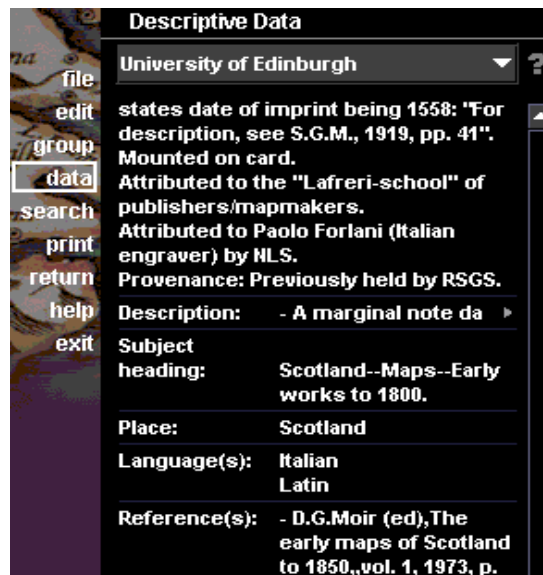 Descriptive Data
University of Edinburgh
?
file
edit
group
data
search
print
return
help
exit
states date of imprint being 1558: "For
description, see S.G.M., 1919, pp. 41".
Mounted on card.
Attributed to the "Lafreri-school" of
publishers/mapmakers.
Attributed to Paolo Forlani (Italian
engraver) by NLS.
Provenance: Previously held by RSGS.
Description: - A marginal note da
Subject
heading: Scotland--Maps--Early
works to 1800.
Place: Scotland
Language(s): Italian
Latin
Reference(s): - D.G.Moir (ed),The
early maps of Scotland
to 1850,,vol. 1, 1973, p.